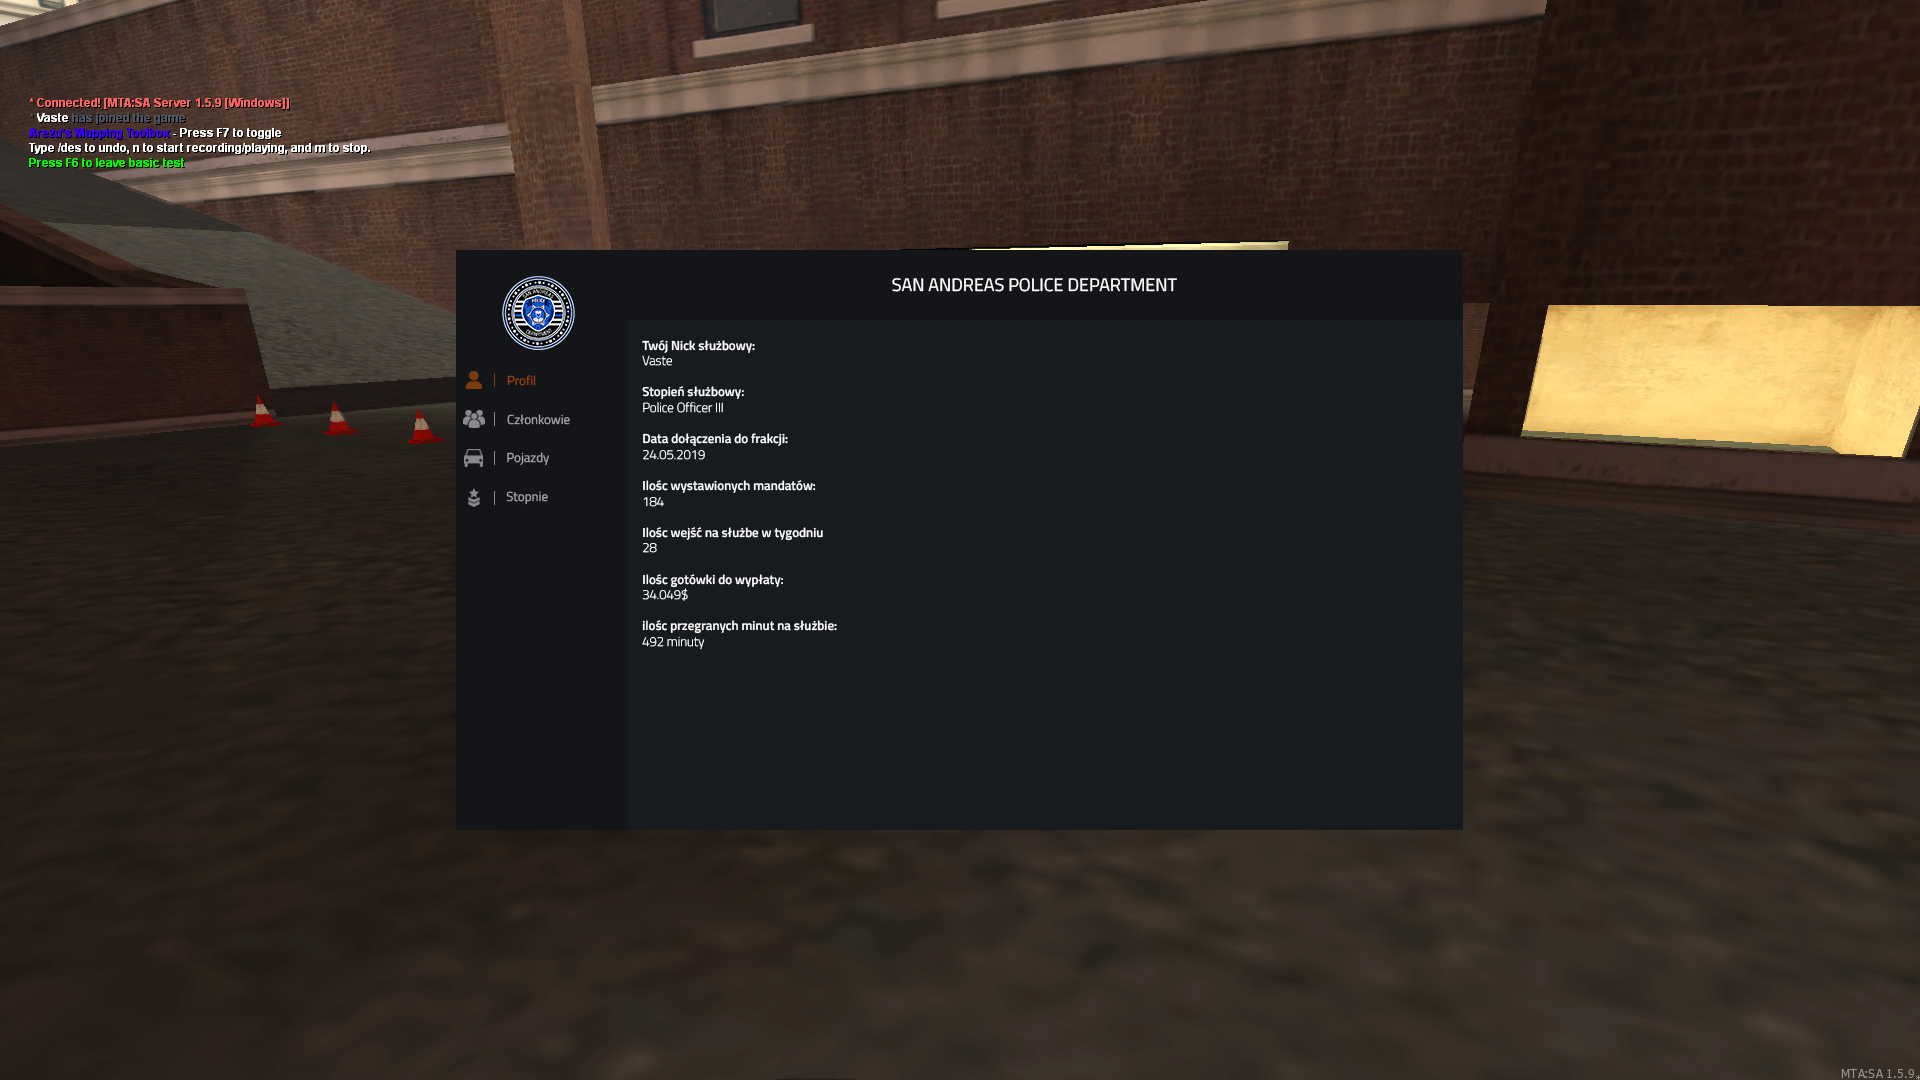 * Connected! [MTA:SA Server 1.5.9 [Windows]]
* Vaste has joined the game
Arezu's Mapping Toolbox - Press F7 to toggle
Type /des to undo, n to start recording/playing, and m to stop.
Press F6 to leave basic test
SAN ANDREAS POLICE DEPARTMENT
SAN ANDREAS
POLICE
DEPARTMENT
Profil
Członkowie
Pojazdy
Stopnie
Twój Nick służbowy:
Vaste
Stopień służbowy:
Police Officer III
Data dołączenia do frakcji:
24.05.2019
Ilośc wystawionych mandatów:
184
Ilośc wejść na służbe w tygodniu
28
Ilośc gotówki do wypłaty:
34.049$
ilośc przegranych minut na służbie:
492 minuty
MTA:SA 1.5.9